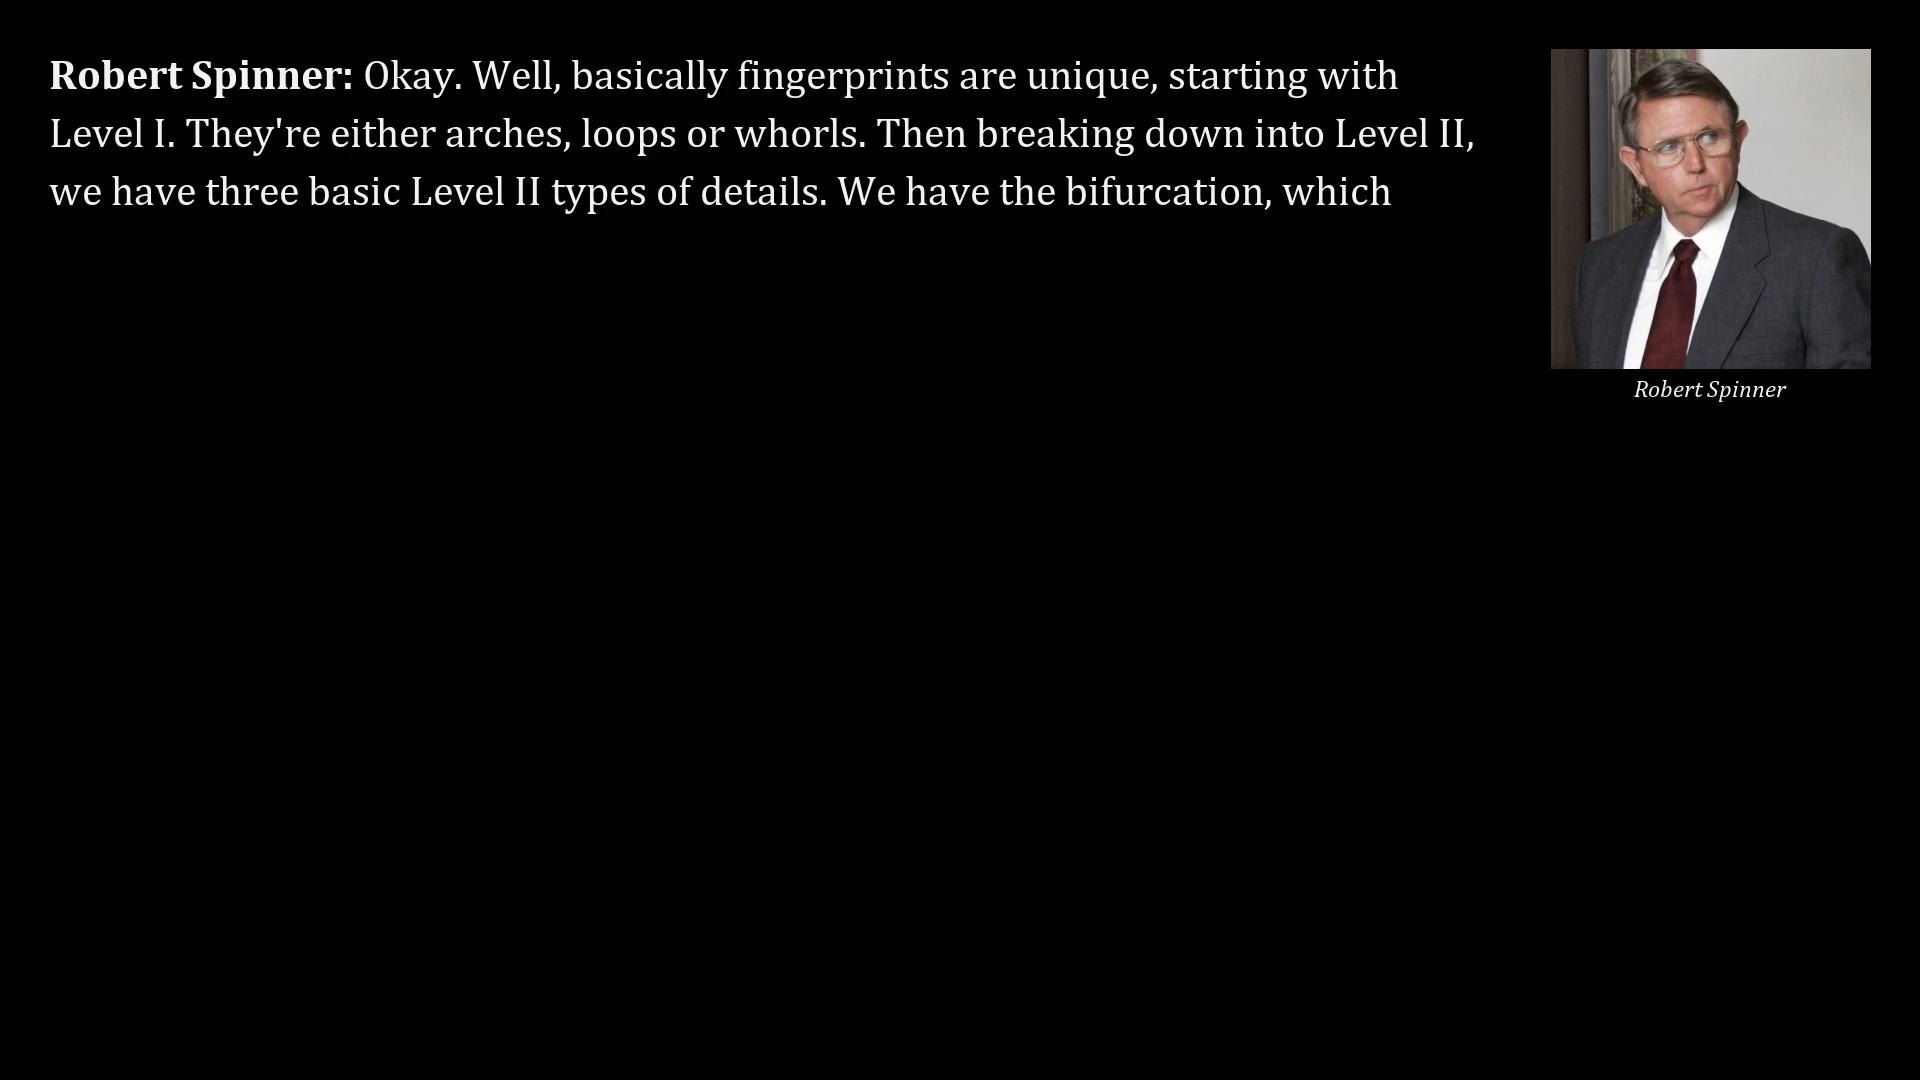 Robert Spinner: Okay. Well, basically fingerprints are unique, starting with
Level I. They're either arches, loops or whorls. Then breaking down into Level II,
we have three basic Level II types of details. We have the bifurcation, which
Robert Spinner